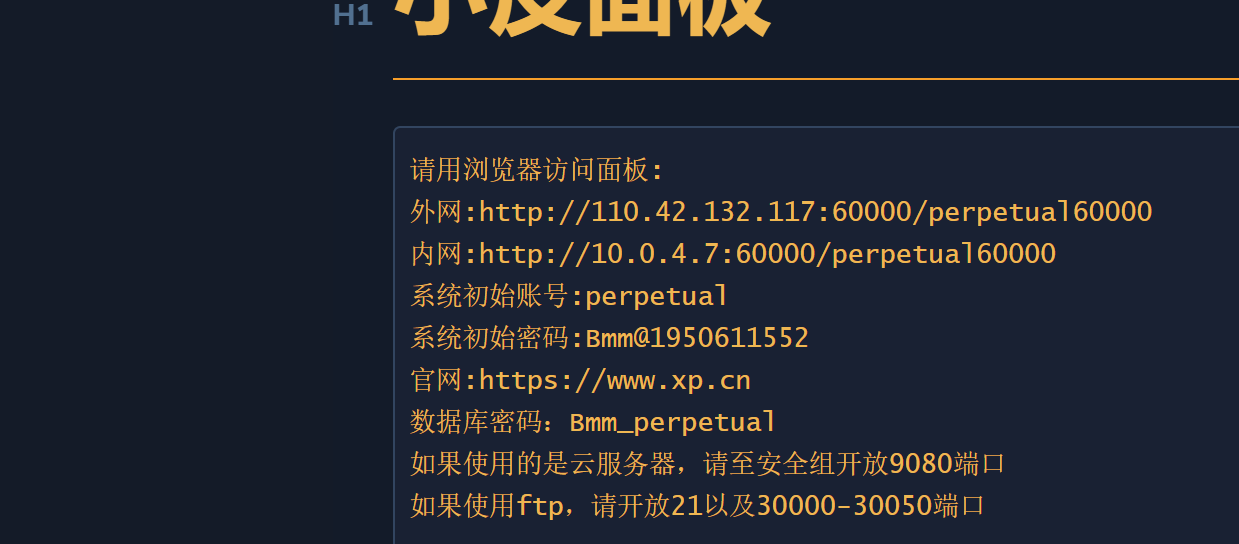 H1 小皮面板
请用浏览器访问面板:
外网:http://110.42.132.117:60000/perpetual60000
内网:http://10.0.4.7:60000/perpetual60000
系统初始账号:perpetual
系统初始密码:Bmm@1950611552
官网:https://www.xp.cn
数据库密码：Bmm_perpetual
如果使用的是云服务器，请至安全组开放9080端口
如果使用ftp，请开放21以及30000-30050端口